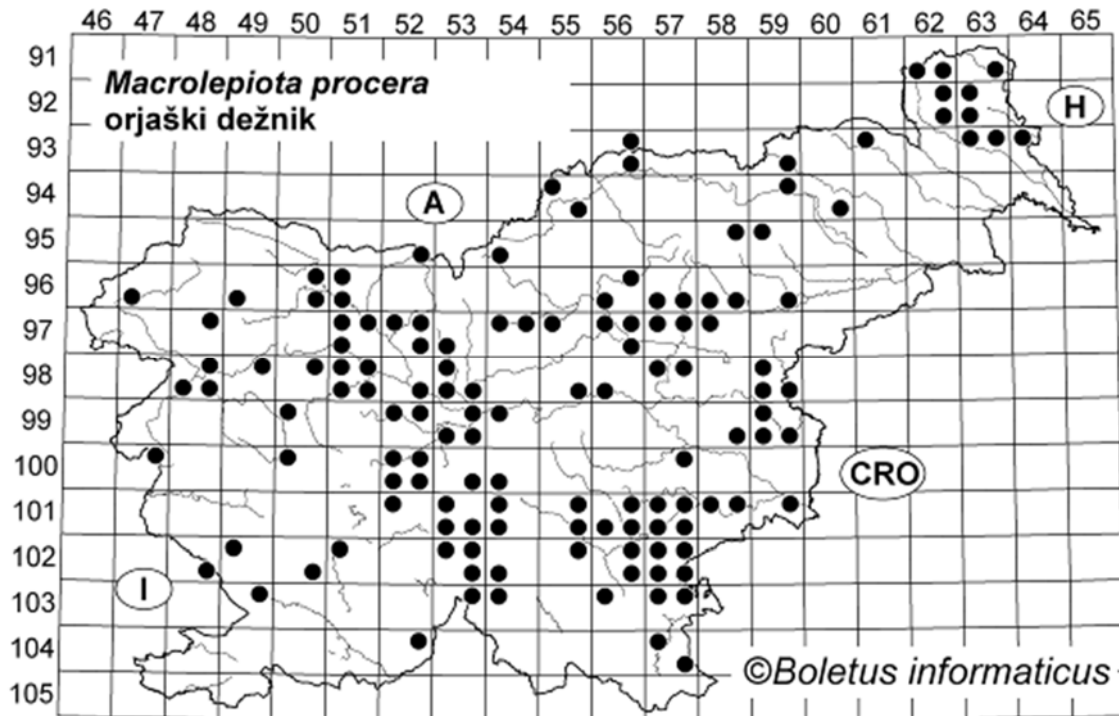 46 47 48 49 50 51 52 53 54 55 56 57 58 59 60 61 62 63 64 65
91
Macrolepiota procera
92
orjaški dežnik
H
93
94
A
95
96
97
98
99
100
CRO
101
102
I
103
104
©Boletus informaticus
105